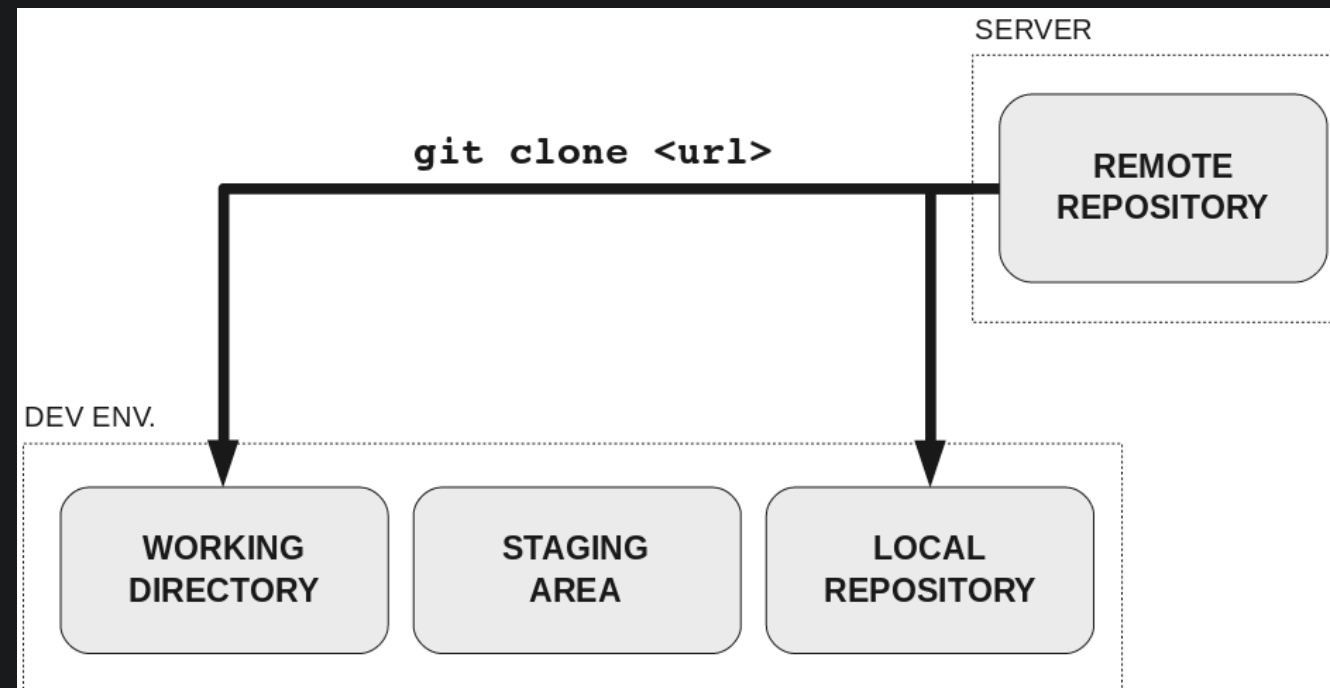 SERVER
git clone <url>
REMOTE
REPOSITORY
DEV ENV.
WORKING
DIRECTORY
STAGING
AREA
LOCAL
REPOSITORY